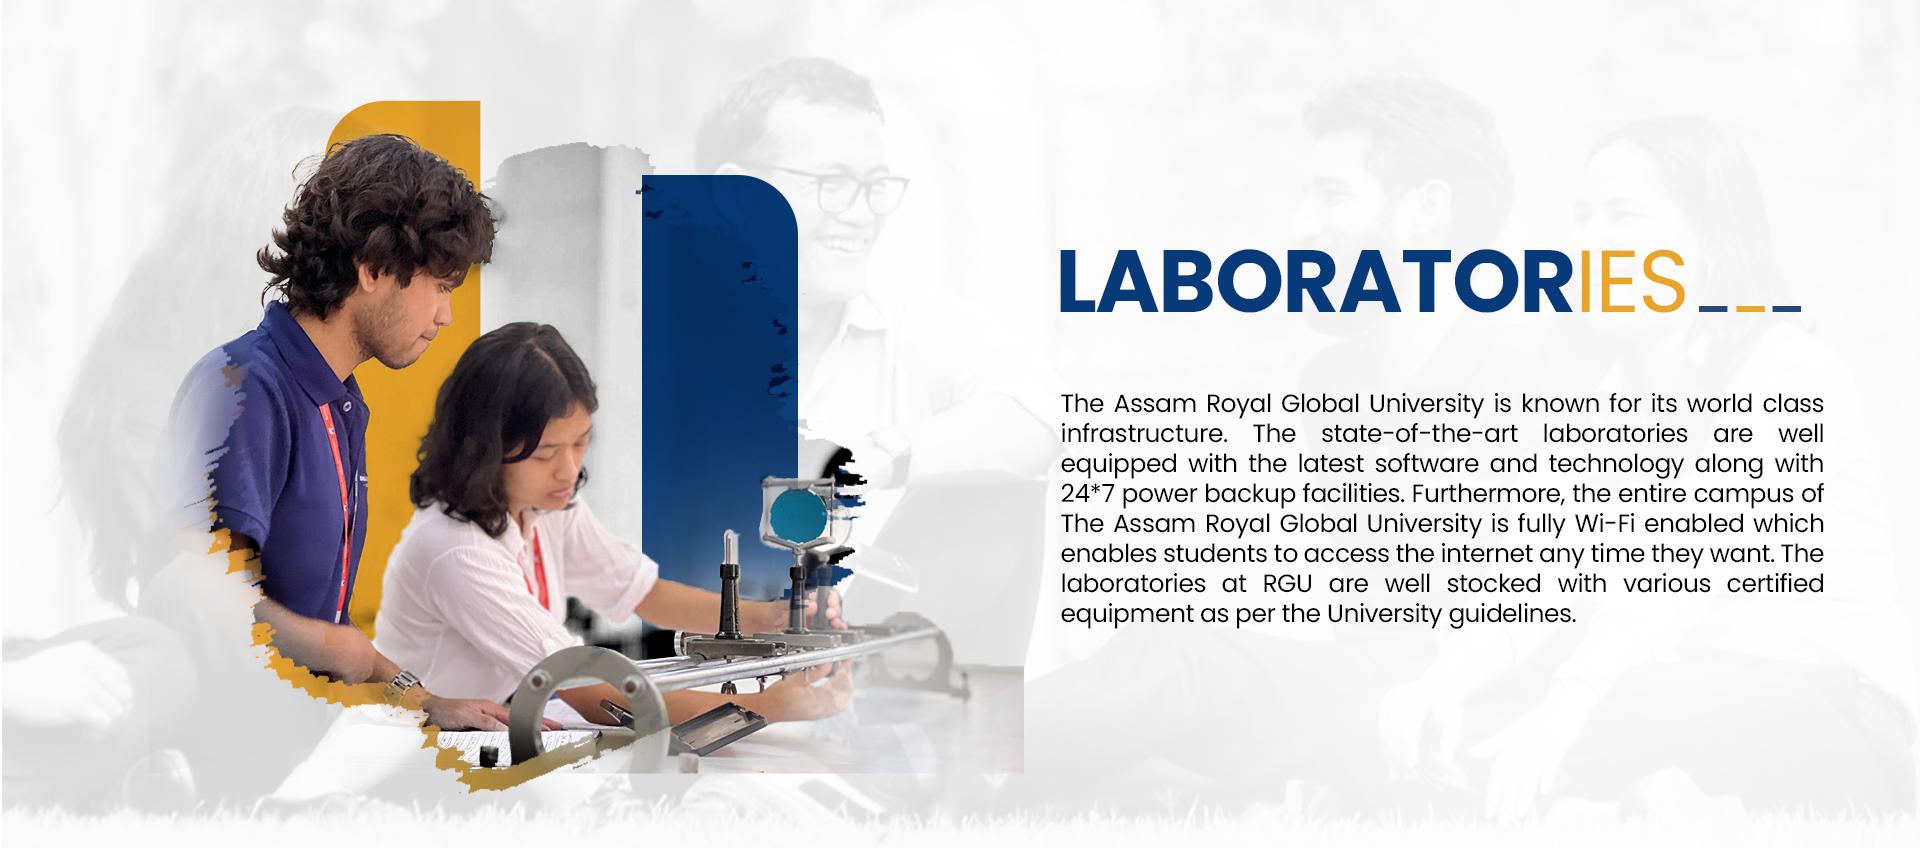 LABORATORIES
The Assam Royal Global University is known for its world class
infrastructure. The state-of-the-art laboratories are well
equipped with the latest software and technology along with
24*7 power backup facilities. Furthermore, the entire campus of
The Assam Royal Global University is fully Wi-Fi enabled which
enables students to access the internet any time they want. The
laboratories at RGU are well stocked with various certified
equipment as per the University guidelines.